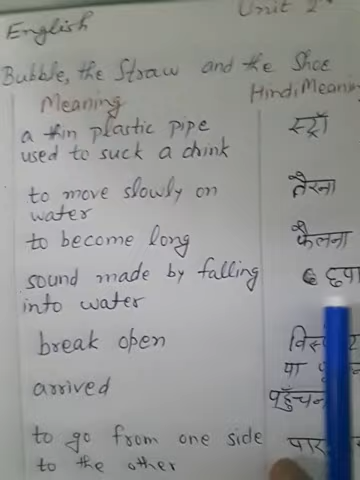 English
Unit 2
Bubble, the Straw and the Shoe
Meaning
Hindi Meaning
a thin plastic pipe
used to suck a drink
स्ट्रॉ
to move slowly on
water
तैरना
to become long
फैलना
sound made by falling
into water
break open
या
arrived
to go from one side
to the other